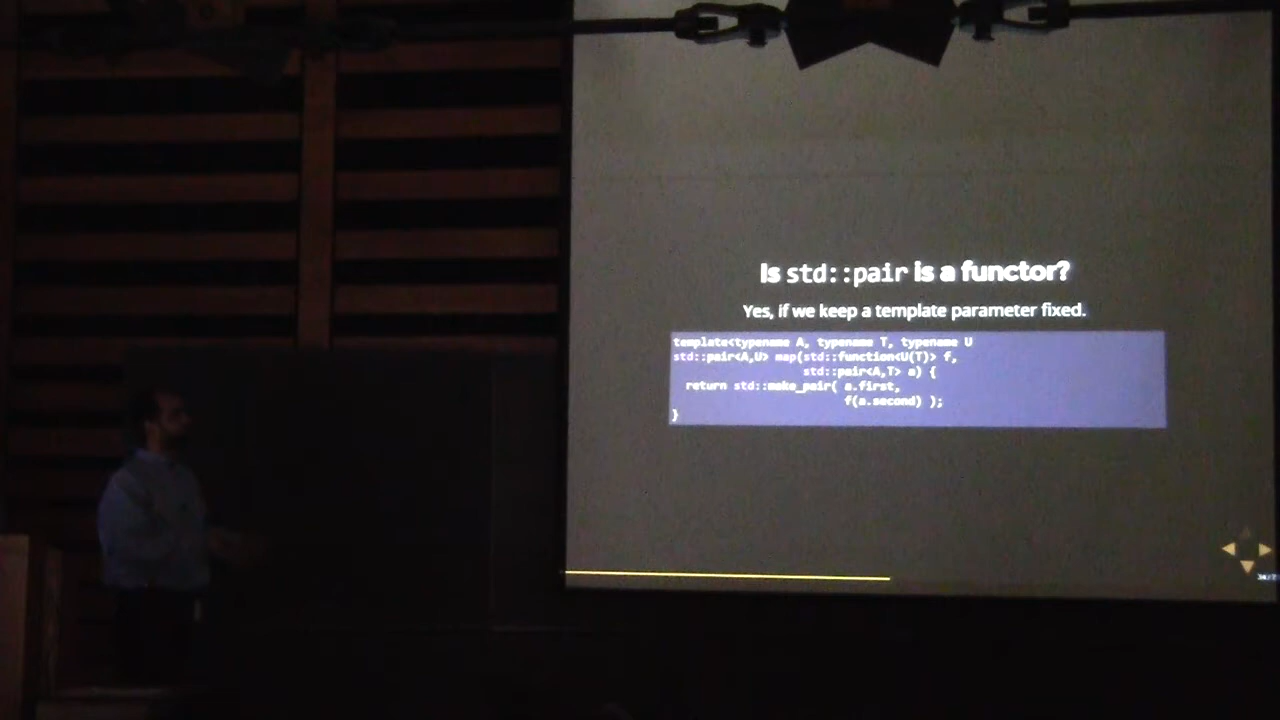 Is std::pair is a functor?
Yes, if we keep a template parameter fixed.
template<typename A, typename T, typename U
std::pair<A,U> map(std::function<U(T)> f,
std::pair<A,T> a) {
return std::make_pair( a.first,
f(a.second) );
}